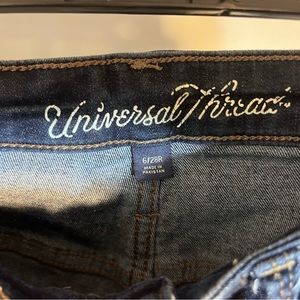 Universal Thread
6/28R
MADE IN
PAKISTAN